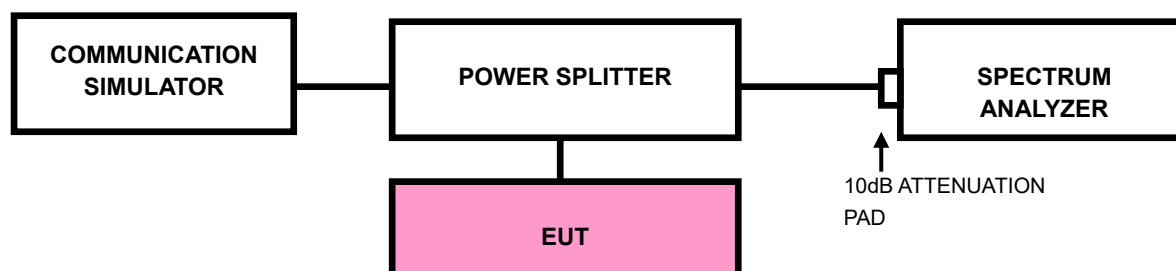 COMMUNICATION
SIMULATOR
POWER SPLITTER
SPECTRUM
ANALYZER
10dB ATTENUATION
PAD
EUT